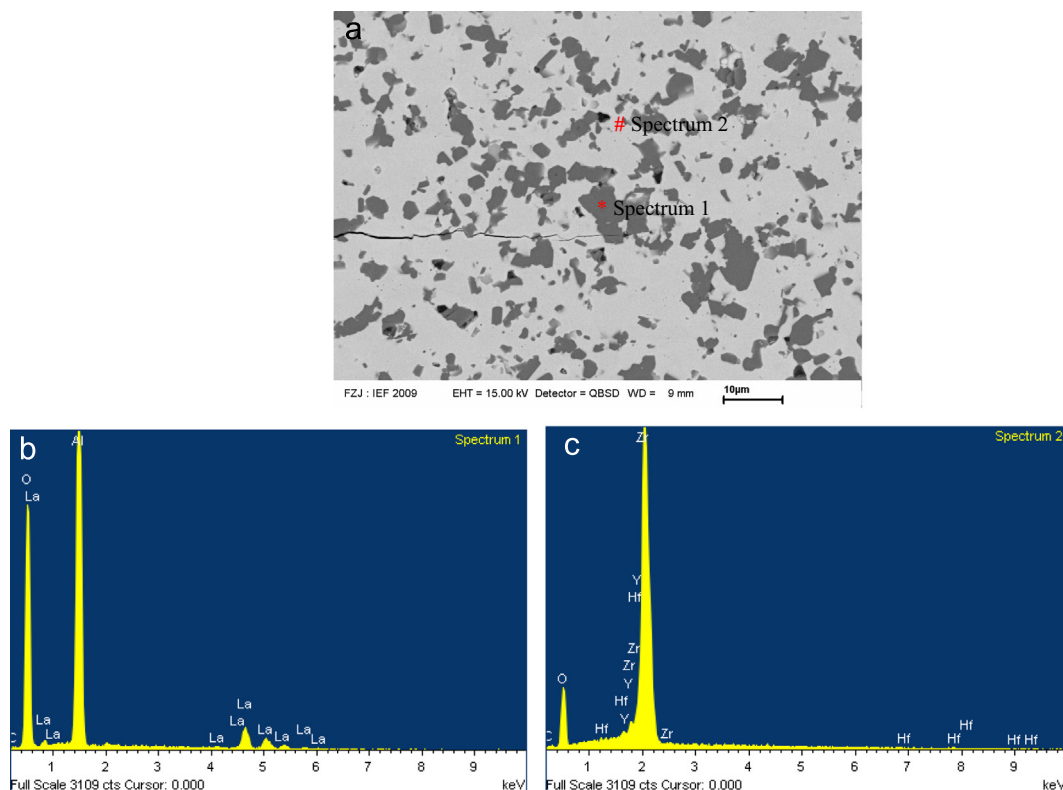 a
# Spectrum 2
* Spectrum 1
FZJ : IEF 2009 EHT = 15.00 kV Detector = QBSD WD = 9 mm 10µm
b
Spectrum 1
Al
O
La
La
La
La
La
La
La
La
La
La
C
1 2 3 4 5 6 7 8 9
Full Scale 3109 cts Cursor: 0.000 keV
c
Spectrum 2
Zr
Y
Hf
Zr
Zr
O
Y
Hf
Y
Hf
Zr
Hf
Hf
Hf
Hf
Hf
C
1 2 3 4 5 6 7 8 9
Full Scale 3109 cts Cursor: 0.000 keV